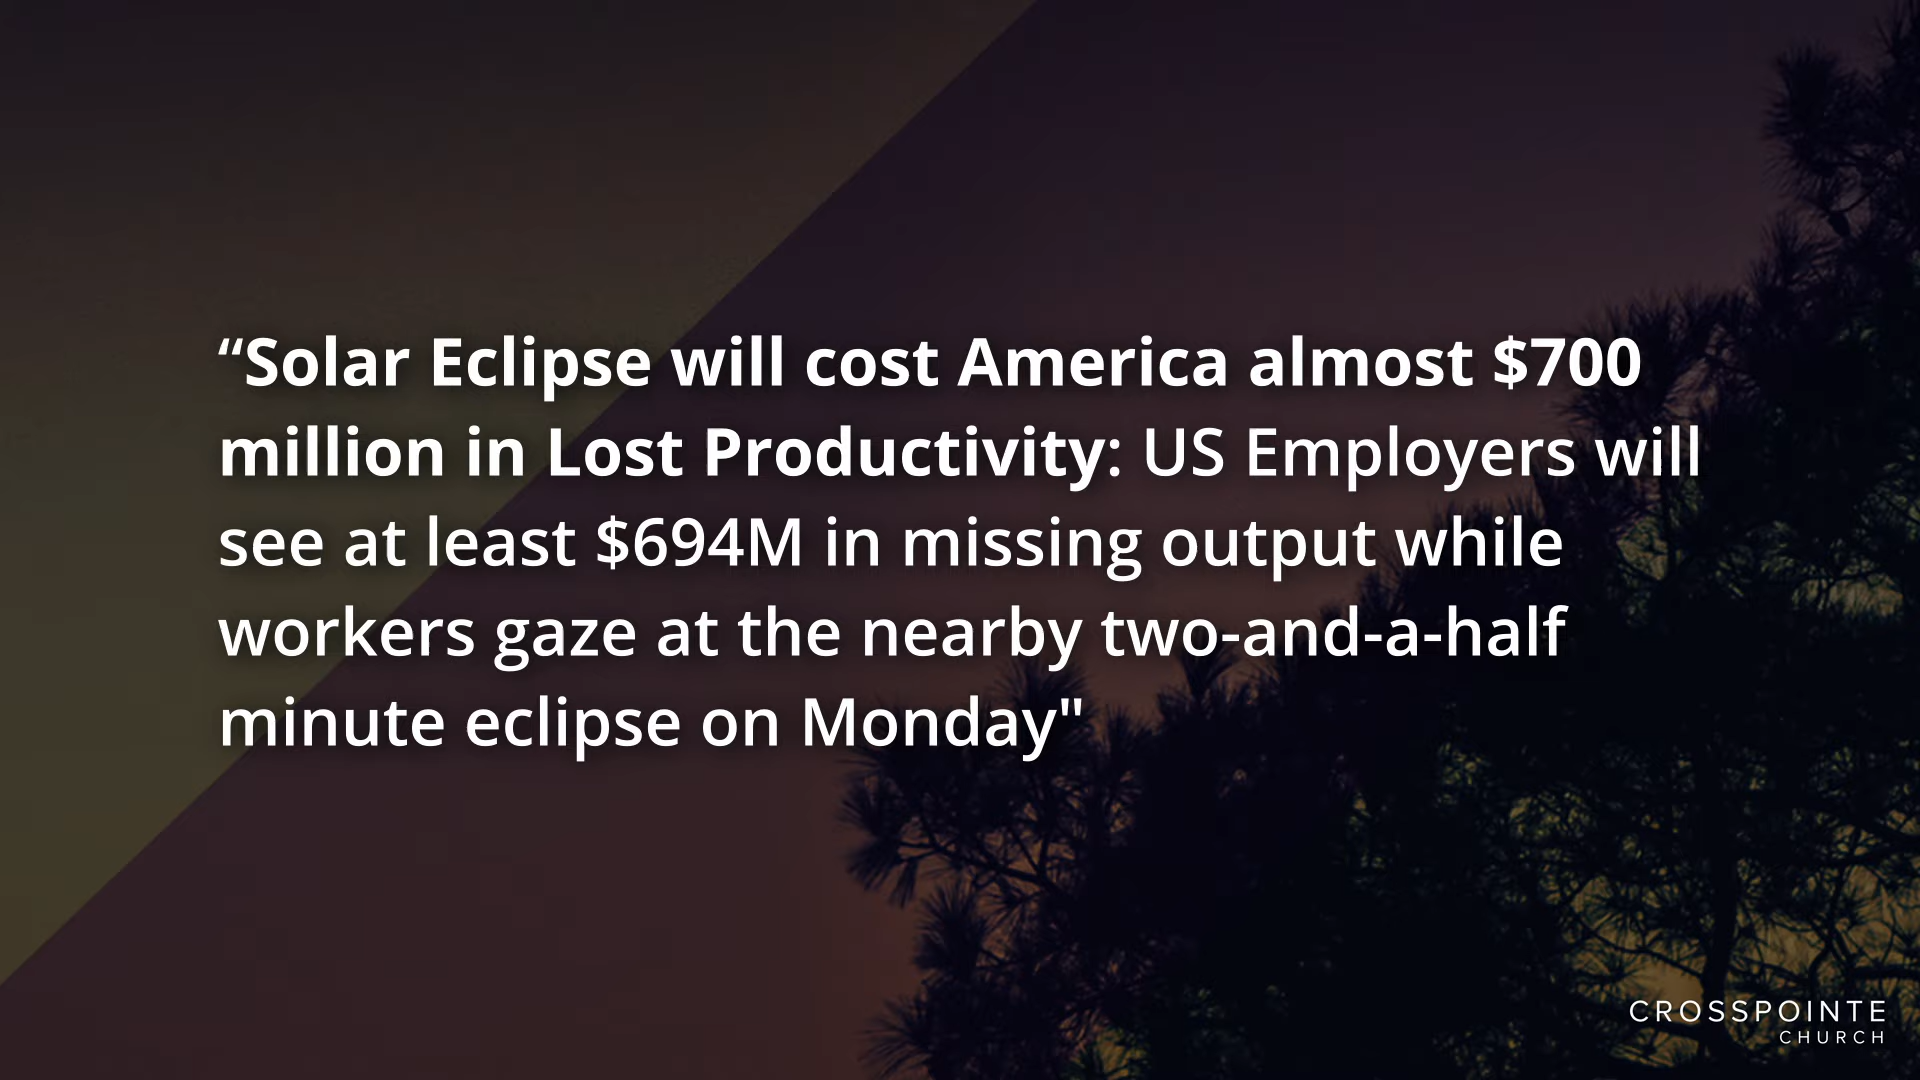 “Solar Eclipse will cost America almost $700
million in Lost Productivity: US Employers will
see at least $694M in missing output while
workers gaze at the nearby two-and-a-half
minute eclipse on Monday"
CROSSPOINTE
CHURCH